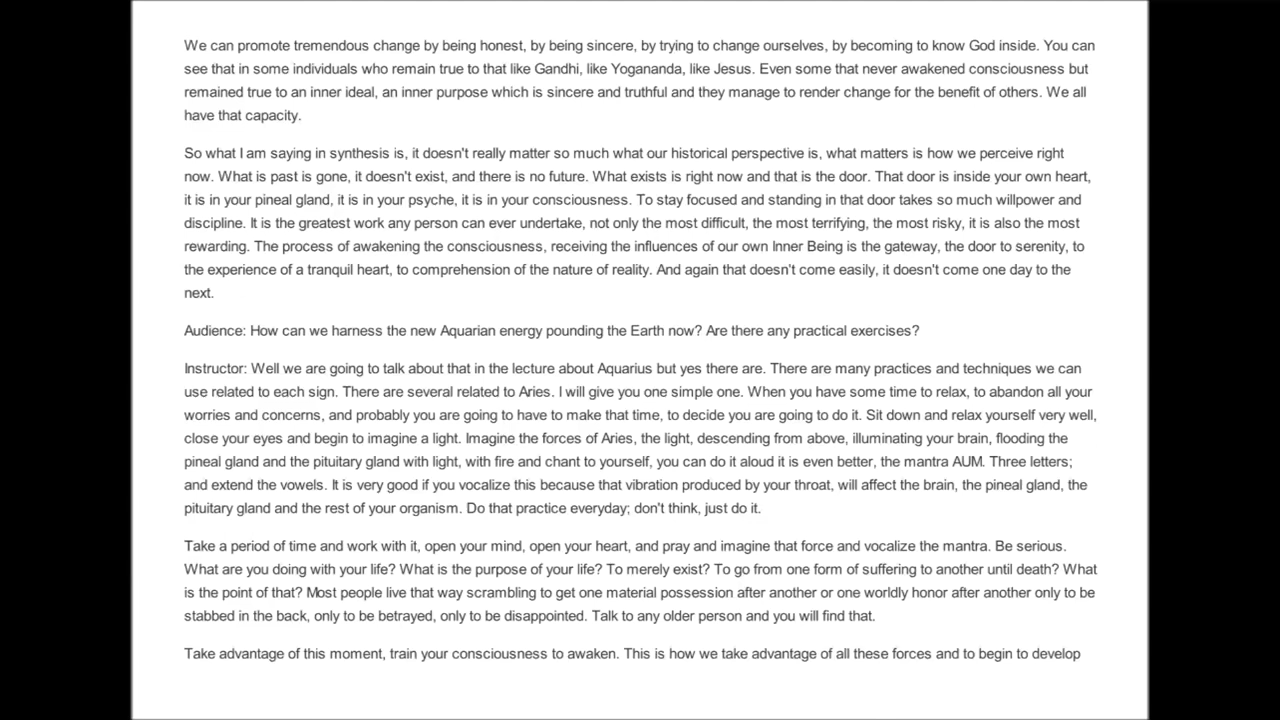 We can promote tremendous change by being honest, by being sincere, by trying to change ourselves, by becoming to know God inside. You can
see that in some individuals who remain true to that like Gandhi, like Yogananda, like Jesus. Even some that never awakened consciousness but
remained true to an inner ideal, an inner purpose which is sincere and truthful and they manage to render change for the benefit of others. We all
have that capacity.
So what I am saying in synthesis is, it doesn't really matter so much what our historical perspective is, what matters is how we perceive right
now. What is past is gone, it doesn't exist, and there is no future. What exists is right now and that is the door. That door is inside your own heart,
it is in your pineal gland, it is in your psyche, it is in your consciousness. To stay focused and standing in that door takes so much willpower and
discipline. It is the greatest work any person can ever undertake, not only the most difficult, the most terrifying, the most risky, it is also the most
rewarding. The process of awakening the consciousness, receiving the influences of our own Inner Being is the gateway, the door to serenity, to
the experience of a tranquil heart, to comprehension of the nature of reality. And again that doesn't come easily, it doesn't come one day to the
next.
Audience: How can we harness the new Aquarian energy pounding the Earth now? Are there any practical exercises?
Instructor: Well we are going to talk about that in the lecture about Aquarius but yes there are. There are many practices and techniques we can
use related to each sign. There are several related to Aries. I will give you one simple one. When you have some time to relax, to abandon all your
worries and concerns, and probably you are going to have to make that time, to decide you are going to do it. Sit down and relax yourself very well,
close your eyes and begin to imagine a light. Imagine the forces of Aries, the light, descending from above, illuminating your brain, flooding the
pineal gland and the pituitary gland with light, with fire and chant to yourself, you can do it aloud it is even better, the mantra AUM. Three letters;
and extend the vowels. It is very good if you vocalize this because that vibration produced by your throat, will affect the brain, the pineal gland, the
pituitary gland and the rest of your organism. Do that practice everyday; don't think, just do it.
Take a period of time and work with it, open your mind, open your heart, and pray and imagine that force and vocalize the mantra. Be serious.
What are you doing with your life? What is the purpose of your life? To merely exist? To go from one form of suffering to another until death? What
is the point of that? Most people live that way scrambling to get one material possession after another or one worldly honor after another only to be
stabbed in the back, only to be betrayed, only to be disappointed. Talk to any older person and you will find that.
Take advantage of this moment, train your consciousness to awaken. This is how we take advantage of all these forces and to begin to develop